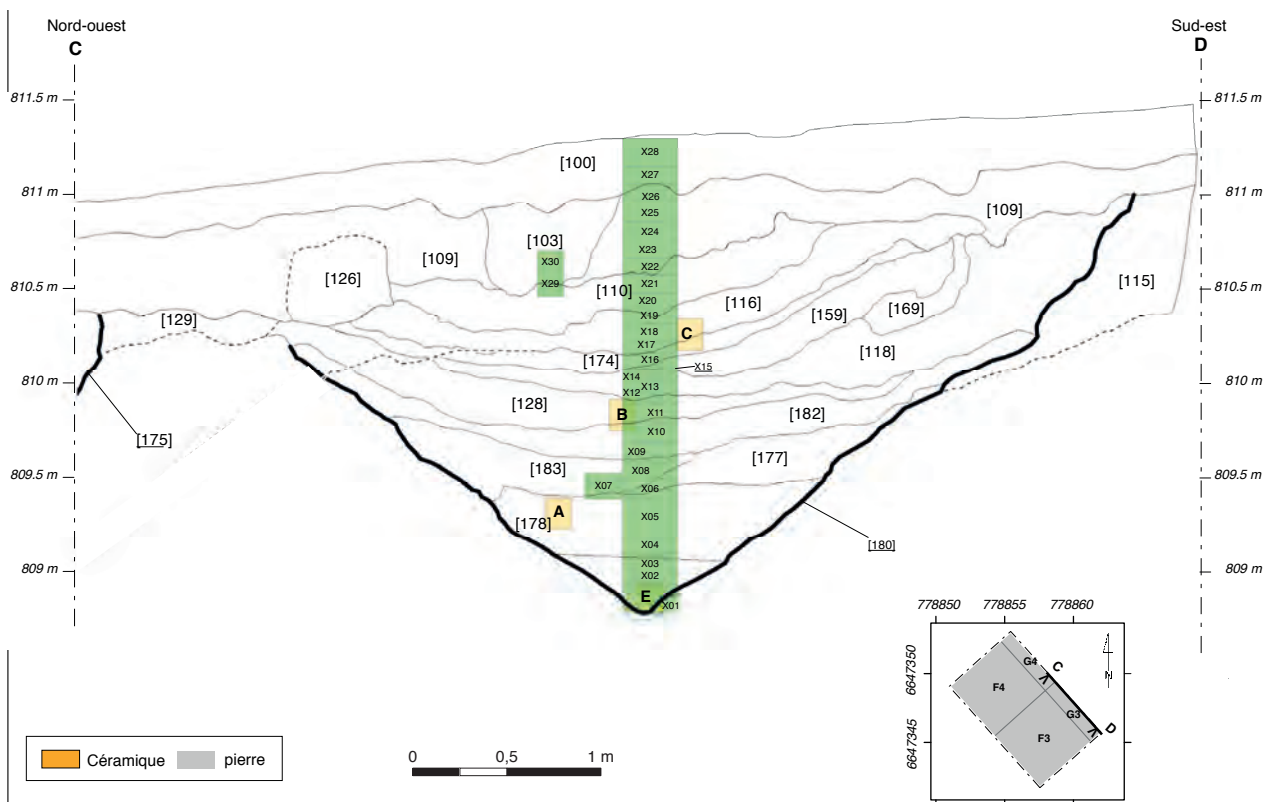 Nord-ouest
C
Sud-est
D
811.5 m
811.5 m
X28
[100]
X27
811 m
X26
811 m
X25
[109]
X24
[103]
X23
[109]
X30
X22
[126]
[115]
X29
X21
[110]
810.5 m
X20
[116]
810.5 m
[169]
X19
[159]
[129]
X18
C
X17
[118]
[174]
X16
X15
X14
810 m
X13
810 m
X12
[128]
B
X11
[182]
X10
[175]
X09
[177]
[183]
X08
809.5 m
X07
X06
809.5 m
A
[178]
X05
X04
[180]
X03
809 m
X02
809 m
E
X01
778850
778855
778860
6647350
6647345
G4
C
N
F4
G3
D
F3
Céramique
pierre
0
0,5
1 m